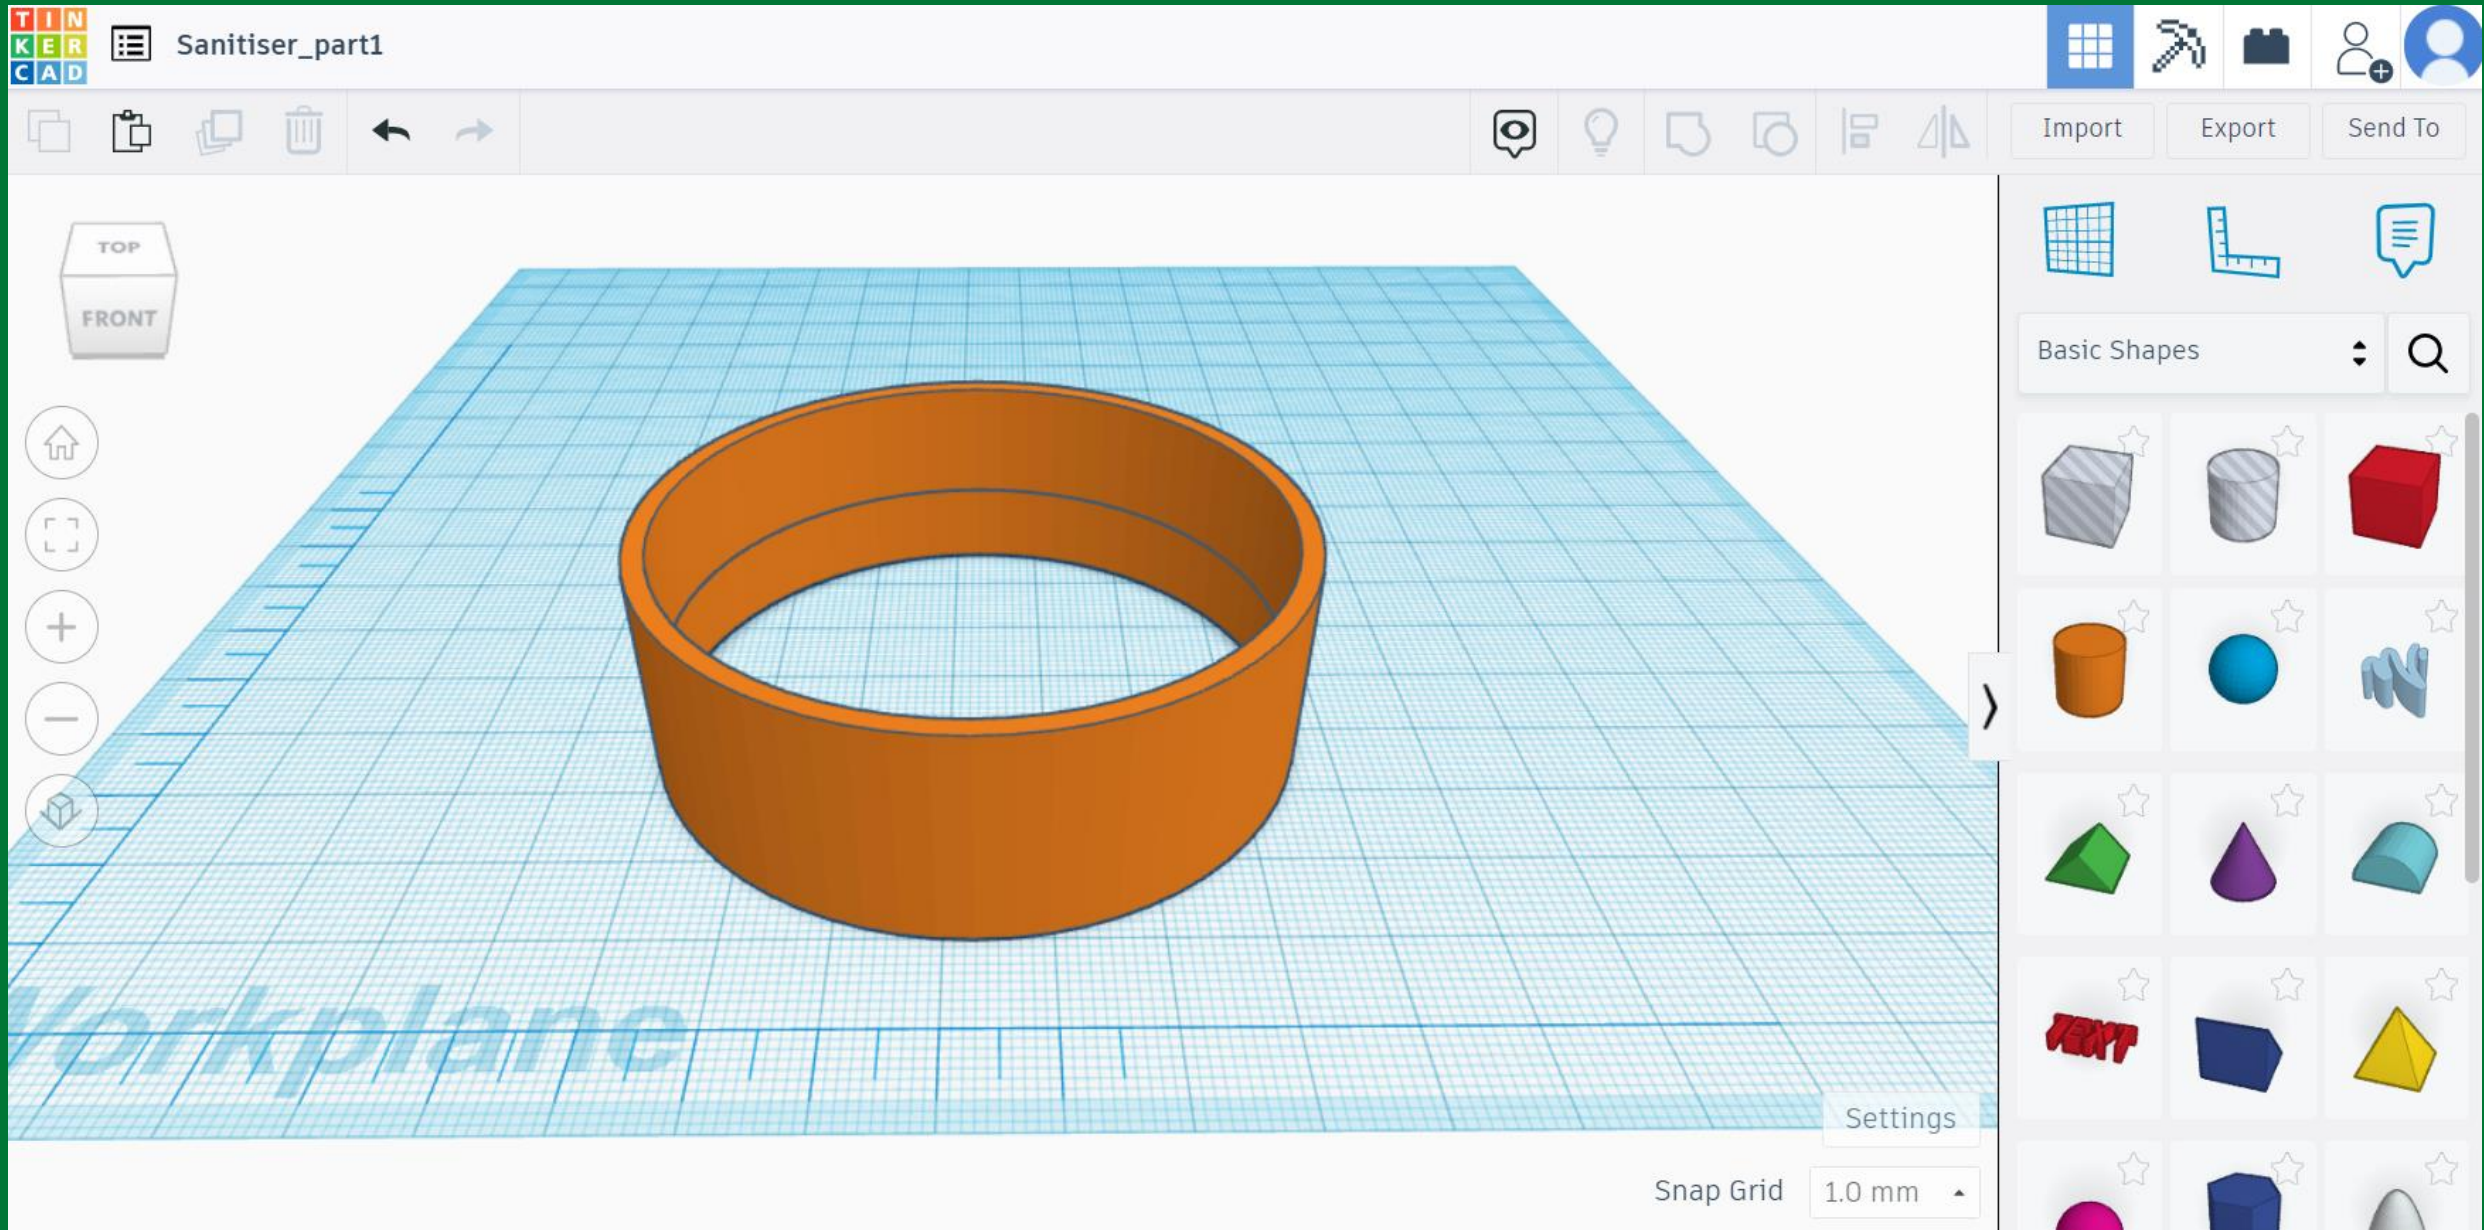 TIN
KER
CAD
Sanitiser_part1
Import
Export
Send To
TOP
FRONT
Basic Shapes
TEXT
Workplane
Settings
Snap Grid
1.0 mm